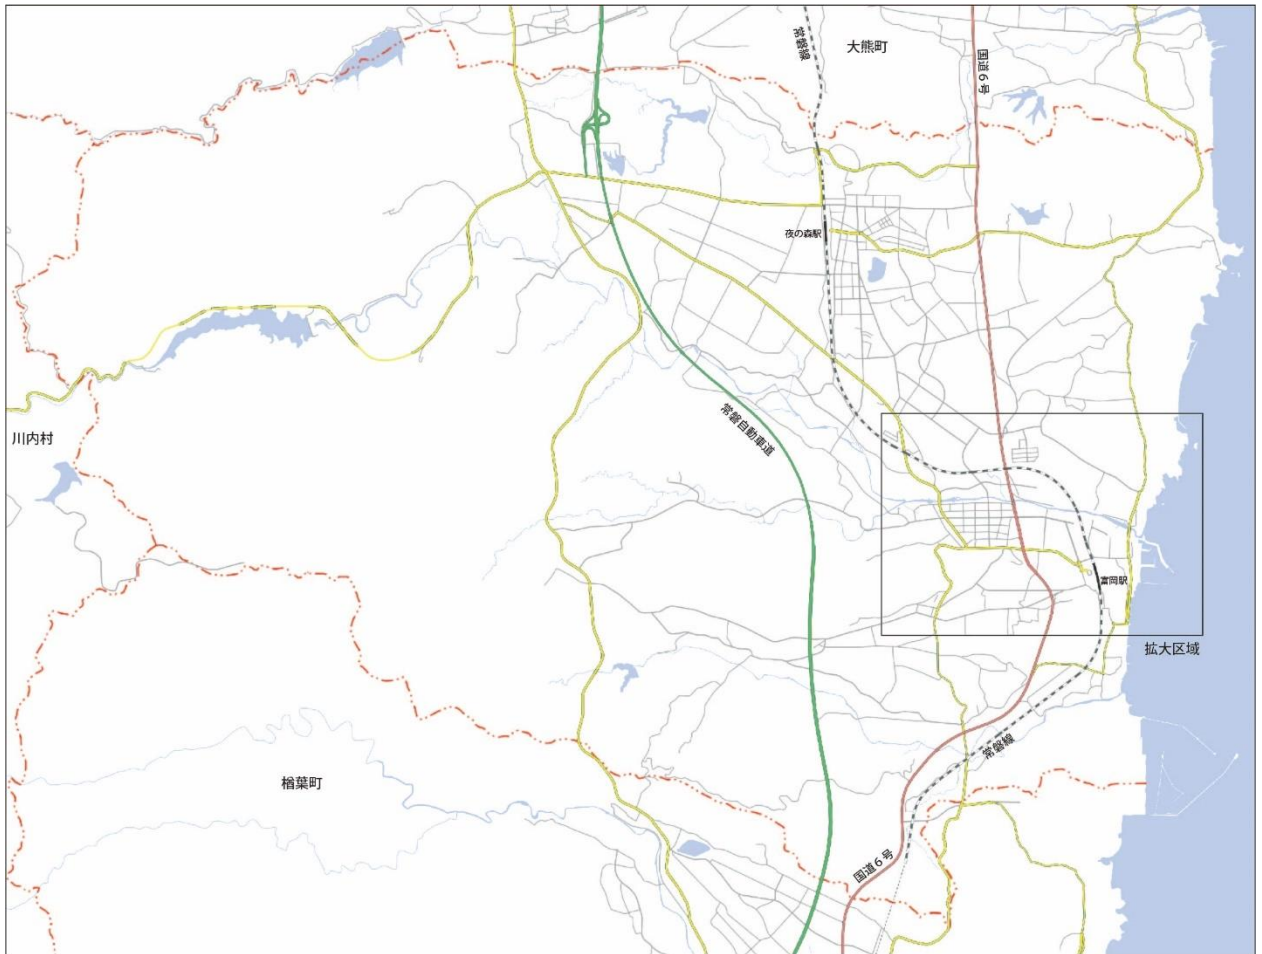 常磐線
大熊町
国道6号
夜の森駅
常磐自動車道
川内村
富岡駅
拡大区域
常磐線
楢葉町
国道6号